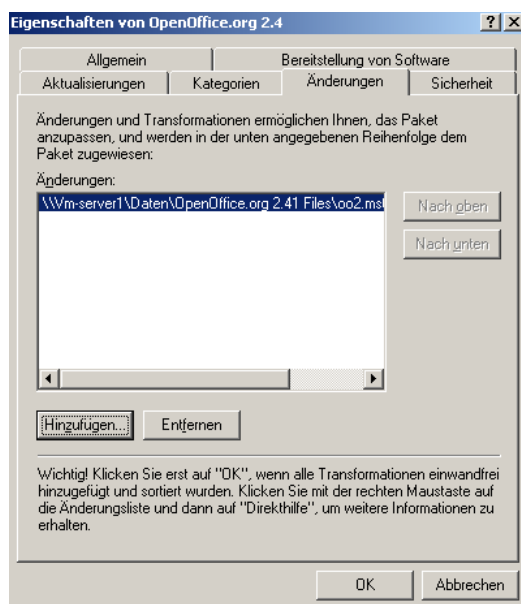 Eigenschaften von OpenOffice.org 2.4
Allgemein Bereitstellung von Software
Aktualisierungen Kategorien Änderungen Sicherheit
Änderungen und Transformationen ermöglichen Ihnen, das Paket
anzupassen, und werden in der unten angegebenen Reihenfolge dem
Paket zugewiesen:
Änderungen:
\\Vm-server1\Daten\OpenOffice.org 2.41 Files\oo2.mst
Nach oben
Nach unten
Hinzufügen... Entfernen
Wichtig! Klicken Sie erst auf "OK", wenn alle Transformationen einwandfrei
hinzugefügt und sortiert wurden. Klicken Sie mit der rechten Maustaste auf
die Änderungsliste und dann auf "Direkthilfe", um weitere Informationen zu
erhalten.
OK Abbrechen